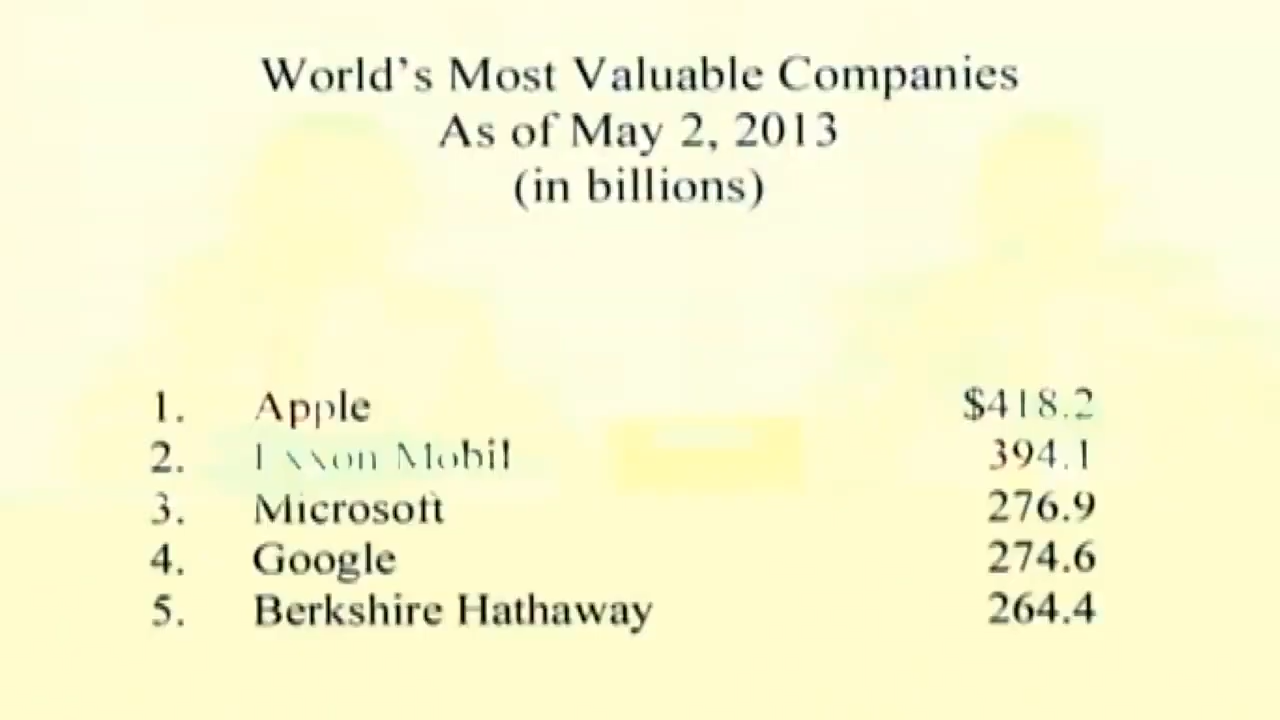 World's Most Valuable Companies
As of May 2, 2013
(in billions)
1. Apple $418.2
2. Exxon Mobil 394.1
3. Microsoft 276.9
4. Google 274.6
5. Berkshire Hathaway 264.4